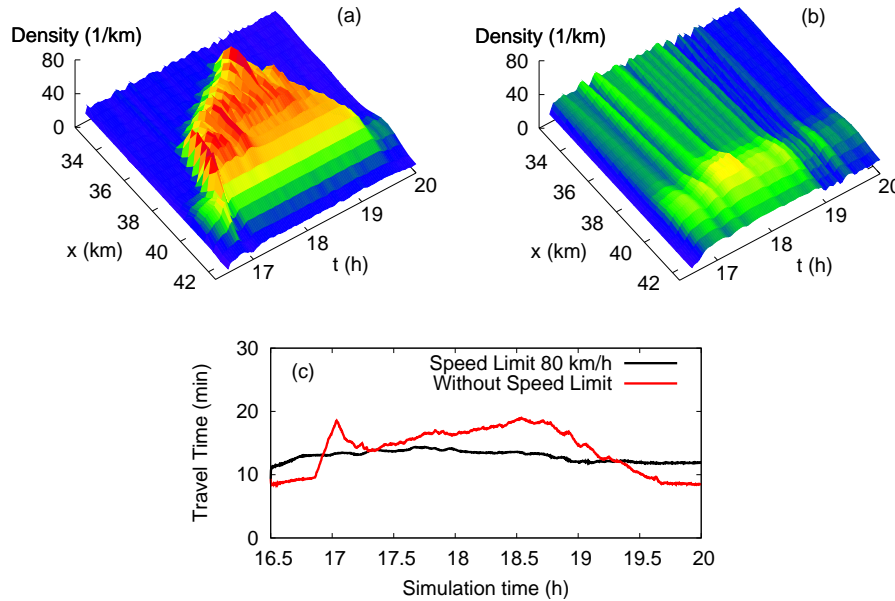 (a)
Density (1/km)
80
40
0
34
36
38
40
42
x (km)
17
18
19
20
t (h)
(b)
Density (1/km)
80
40
0
34
36
38
40
42
x (km)
17
18
19
20
t (h)
(c)
Speed Limit 80 km/h
Without Speed Limit
30
20
10
0
Travel Time (min)
16.5 17 17.5 18 18.5 19 19.5 20
Simulation time (h)